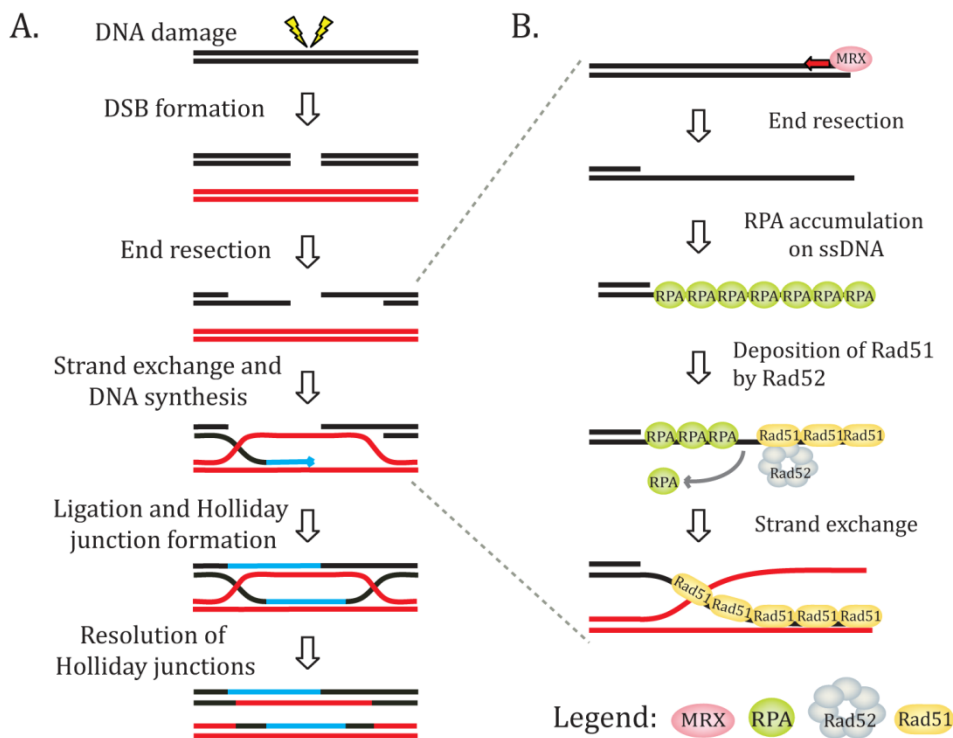 A.
DNA damage
DSB formation
End resection
Strand exchange and
DNA synthesis
Ligation and Holliday
junction formation
Resolution of
Holliday junctions
B.
MRX
End resection
RPA accumulation
on ssDNA
RPA RPA RPA RPA RPA RPA RPA
Deposition of Rad51
by Rad52
RPA RPA RPA Rad51 Rad51 Rad51
Rad52
RPA
Strand exchange
Rad51 Rad51 Rad51 Rad51 Rad51
Legend: MRX RPA Rad52 Rad51